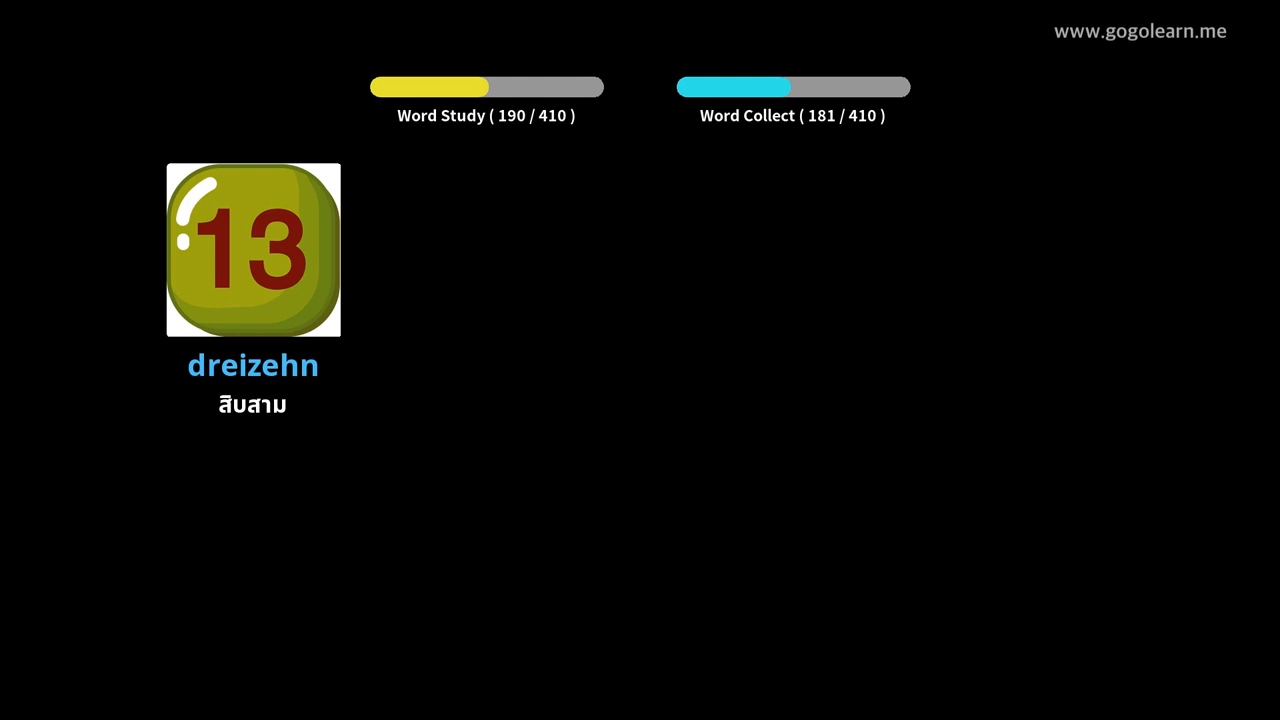 www.gogolearn.me
Word Study ( 190 / 410 )
Word Collect ( 181 / 410 )
13
dreizehn
สิบสาม